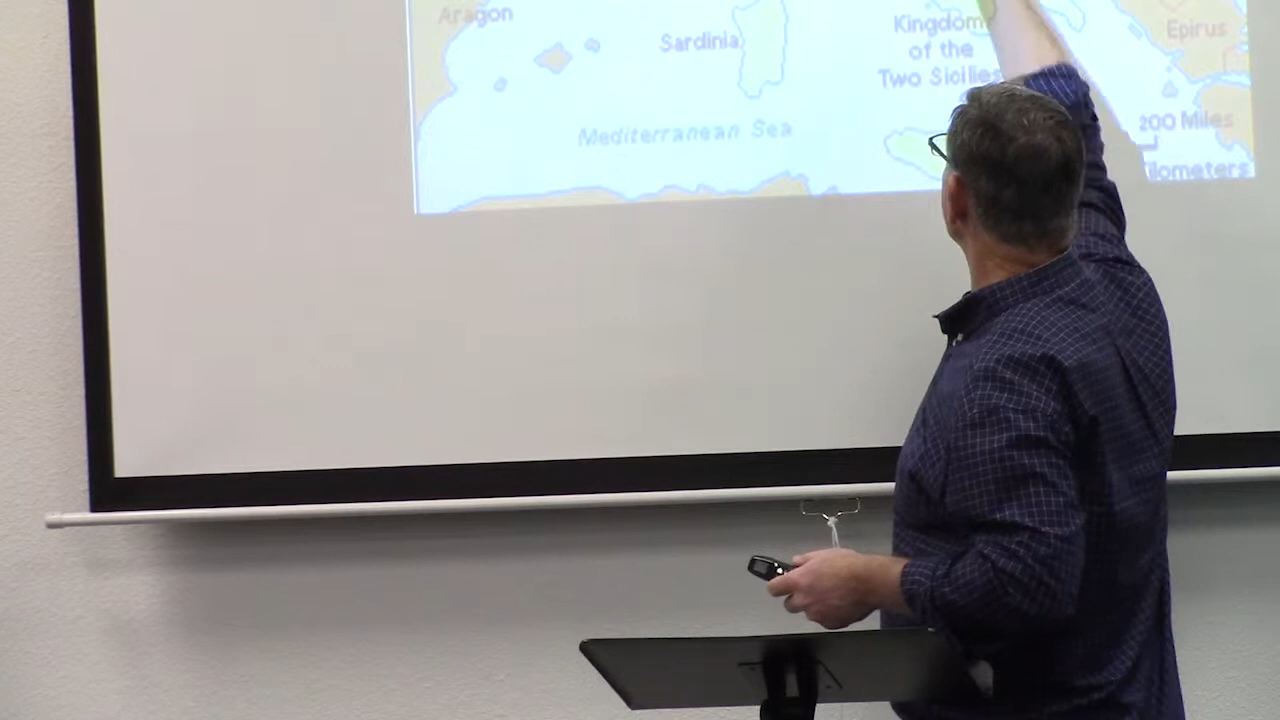 Aragon
Sardinia
Kingdom
of the
Two Sicilies
Epirus
Mediterranean Sea
200 Miles
Kilometers